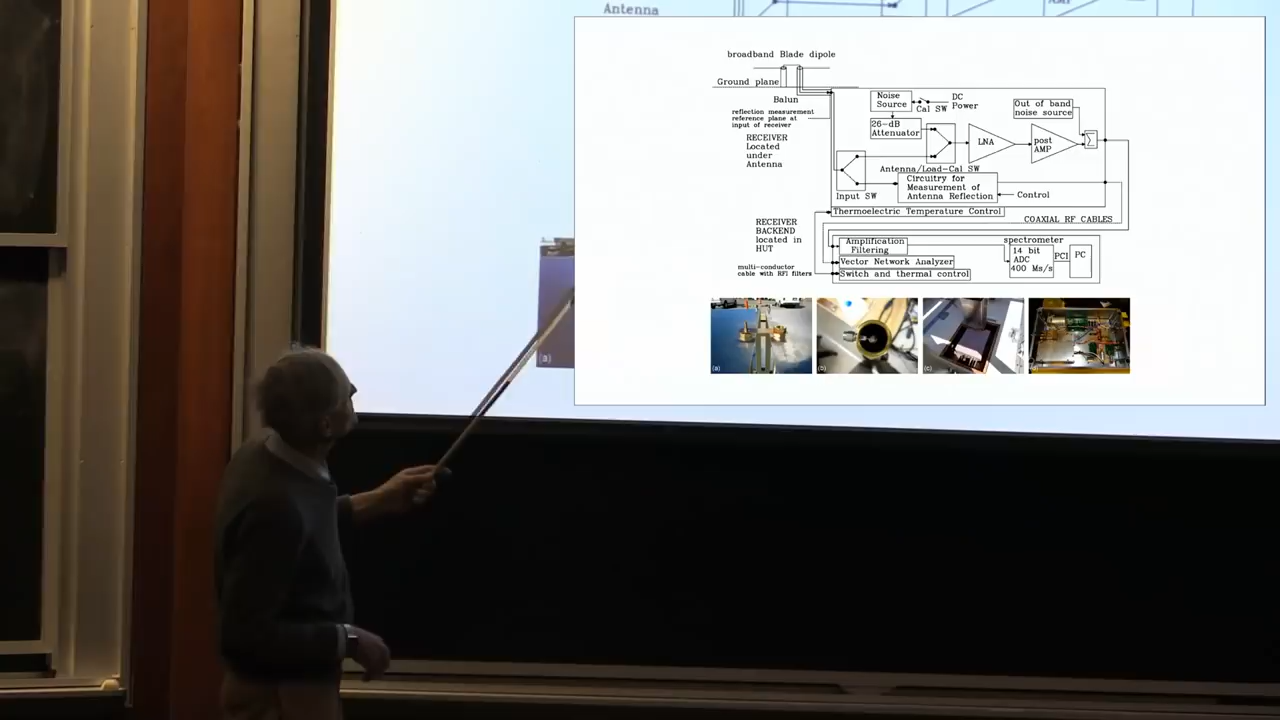 Antenna
AMP
broadband Blade dipole
Ground plane
Balun
reflection measurement
reference plane at
input of receiver
RECEIVER
Located
under
Antenna
Noise
Source
Cal SW
DC
Power
Out of band
noise source
26-dB
Attenuator
LNA
post
AMP
Σ
Antenna/Load-Cal SW
Input SW
Circuitry for
Measurement of
Antenna Reflection
Control
Thermoelectric Temperature Control
COAXIAL RF CABLES
RECEIVER
BACKEND
located in
HUT
multi-conductor
cable with RFI filters
Amplification
Filtering
Vector Network Analyzer
Switch and thermal control
spectrometer
14 bit
ADC
400 Ms/s
PCI
PC
(a)
(a)
(b)
(c)